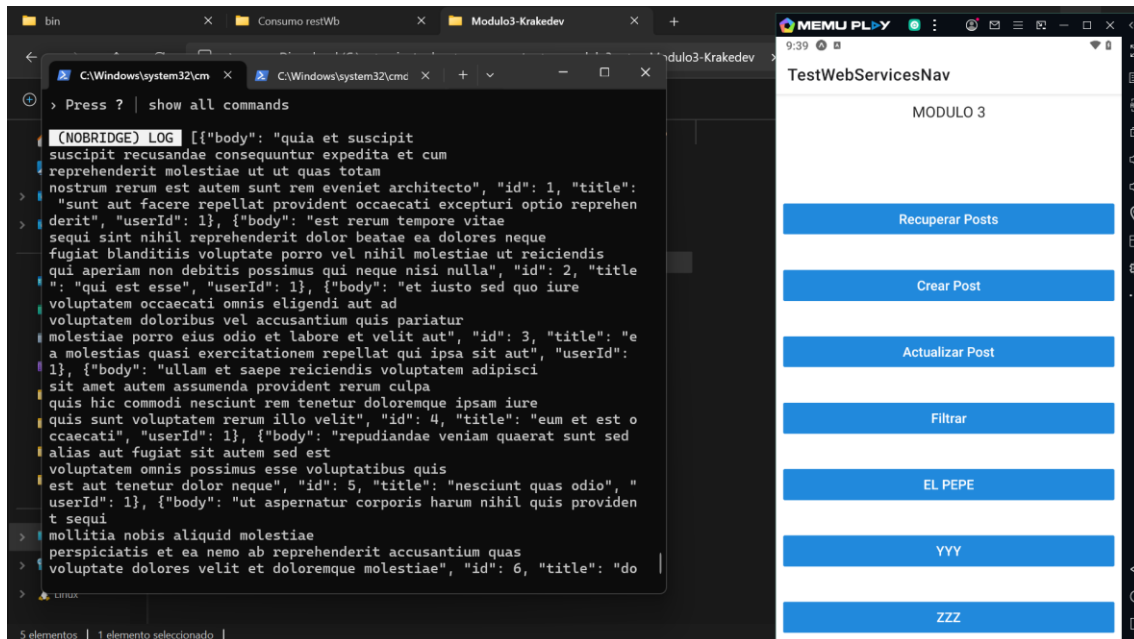 bin
Consumo restWb
Modulo3-Krakedev
Modulo3-Krakedev
C:\Windows\system32\cm
C:\Windows\system32\cmd
› Press ? | show all commands
(NOBRIDGE) LOG  [{"body": "quia et suscipit
suscipit recusandae consequuntur expedita et cum
reprehenderit molestiae ut ut quas totam
nostrum rerum est autem sunt rem eveniet architecto", "id": 1, "title":
"sunt aut facere repellat provident occaecati excepturi optio reprehen
derit", "userId": 1}, {"body": "est rerum tempore vitae
sequi sint nihil reprehenderit dolor beatae ea dolores neque
fugiat blanditiis voluptate porro vel nihil molestiae ut reiciendis
qui aperiam non debitis possimus qui neque nisi nulla", "id": 2, "title
": "qui est esse", "userId": 1}, {"body": "et iusto sed quo iure
voluptatem occaecati omnis eligendi aut ad
voluptatem doloribus vel accusantium quis pariatur
molestiae porro eius odio et labore et velit aut", "id": 3, "title": "e
a molestias quasi exercitationem repellat qui ipsa sit aut", "userId":
1}, {"body": "ullam et saepe reiciendis voluptatem adipisci
sit amet autem assumenda provident rerum culpa
quis hic commodi nesciunt rem tenetur doloremque ipsam iure
quis sunt voluptatem rerum illo velit", "id": 4, "title": "eum et est o
ccaecati", "userId": 1}, {"body": "repudiandae veniam quaerat sunt sed
alias aut fugiat sit autem sed est
voluptatem omnis possimus esse voluptatibus quis
est aut tenetur dolor neque", "id": 5, "title": "nesciunt quas odio", "
userId": 1}, {"body": "ut aspernatur corporis harum nihil quis providen
t sequi
mollitia nobis aliquid molestiae
perspiciatis et ea nemo ab reprehenderit accusantium quas
voluptate dolores velit et doloremque molestiae", "id": 6, "title": "do
Linux
5 elementos | 1 elemento seleccionado |
MEMU PLAY
9:39
TestWebServicesNav
MODULO 3
Recuperar Posts
Crear Post
Actualizar Post
Filtrar
EL PEPE
YYY
ZZZ